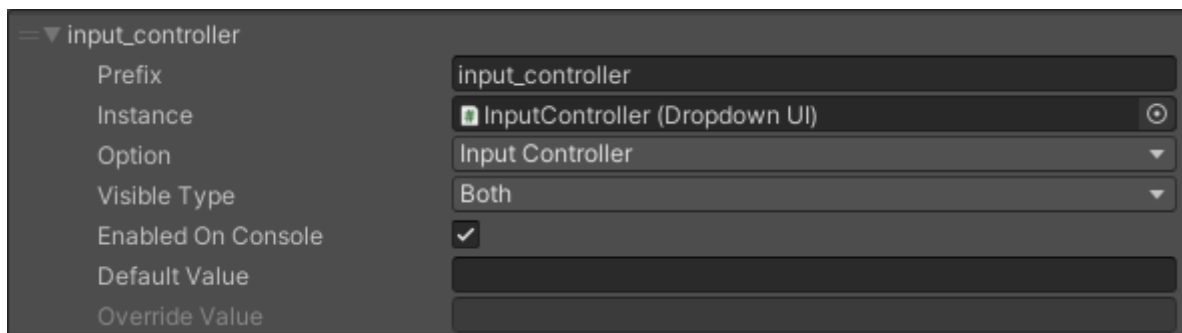 input_controller
Prefix input_controller
Instance # InputController (Dropdown UI)
Option Input Controller
Visible Type Both
Enabled On Console
Default Value
Override Value